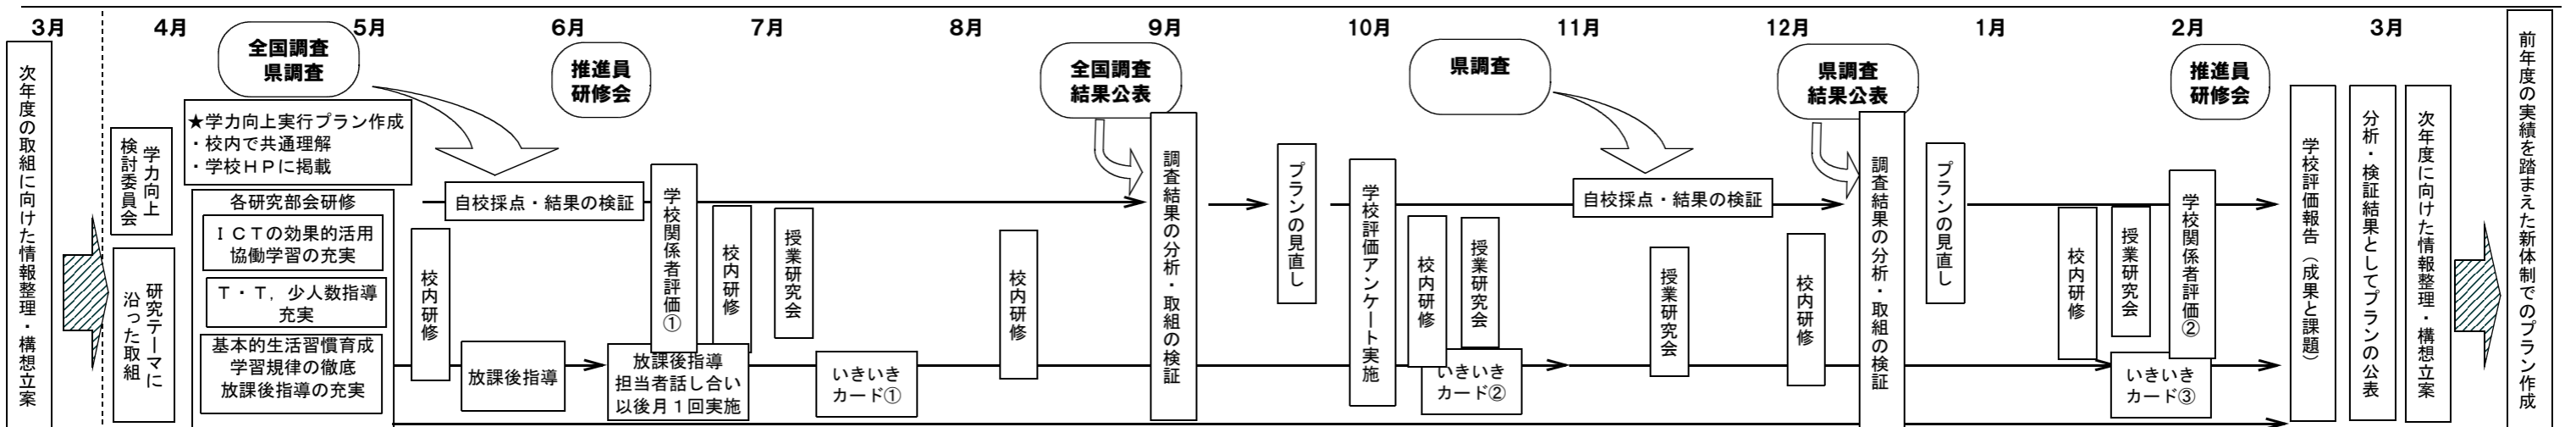 3月
4月
5月
6月
7月
8月
9月
10月
11月
12月
1月
2月
3月
次年度の取組に向けた情報整理・構想立案
学力向上
検討委員会
研究テーマに
沿った取組
全国調査
県調査
★学力向上実行プラン作成
・校内で共通理解
・学校HPに掲載
各研究部会研修
ICTの効果的活用
協働学習の充実
T・T,少人数指導
充実
基本的生活習慣育成
学習規律の徹底
放課後指導の充実
校内研修
自校採点・結果の検証
放課後指導
推進員
研修会
放課後指導
担当者話し合い
以後月1回実施
学校関係者評価①
校内研修
授業研究会
いきいき
カード①
校内研修
全国調査
結果公表
調査結果の分析・取組の検証
プランの見直し
学校評価アンケート実施
校内研修
授業研究会
いきいき
カード②
県調査
自校採点・結果の検証
授業研究会
校内研修
県調査
結果公表
調査結果の分析・取組の検証
プランの見直し
校内研修
授業研究会
いきいき
カード③
推進員
研修会
学校関係者評価②
学校評価報告(成果と課題)
分析・検証結果としてプランの公表
次年度に向けた情報整理・構想立案
前年度の実績を踏まえた新体制でのプラン作成